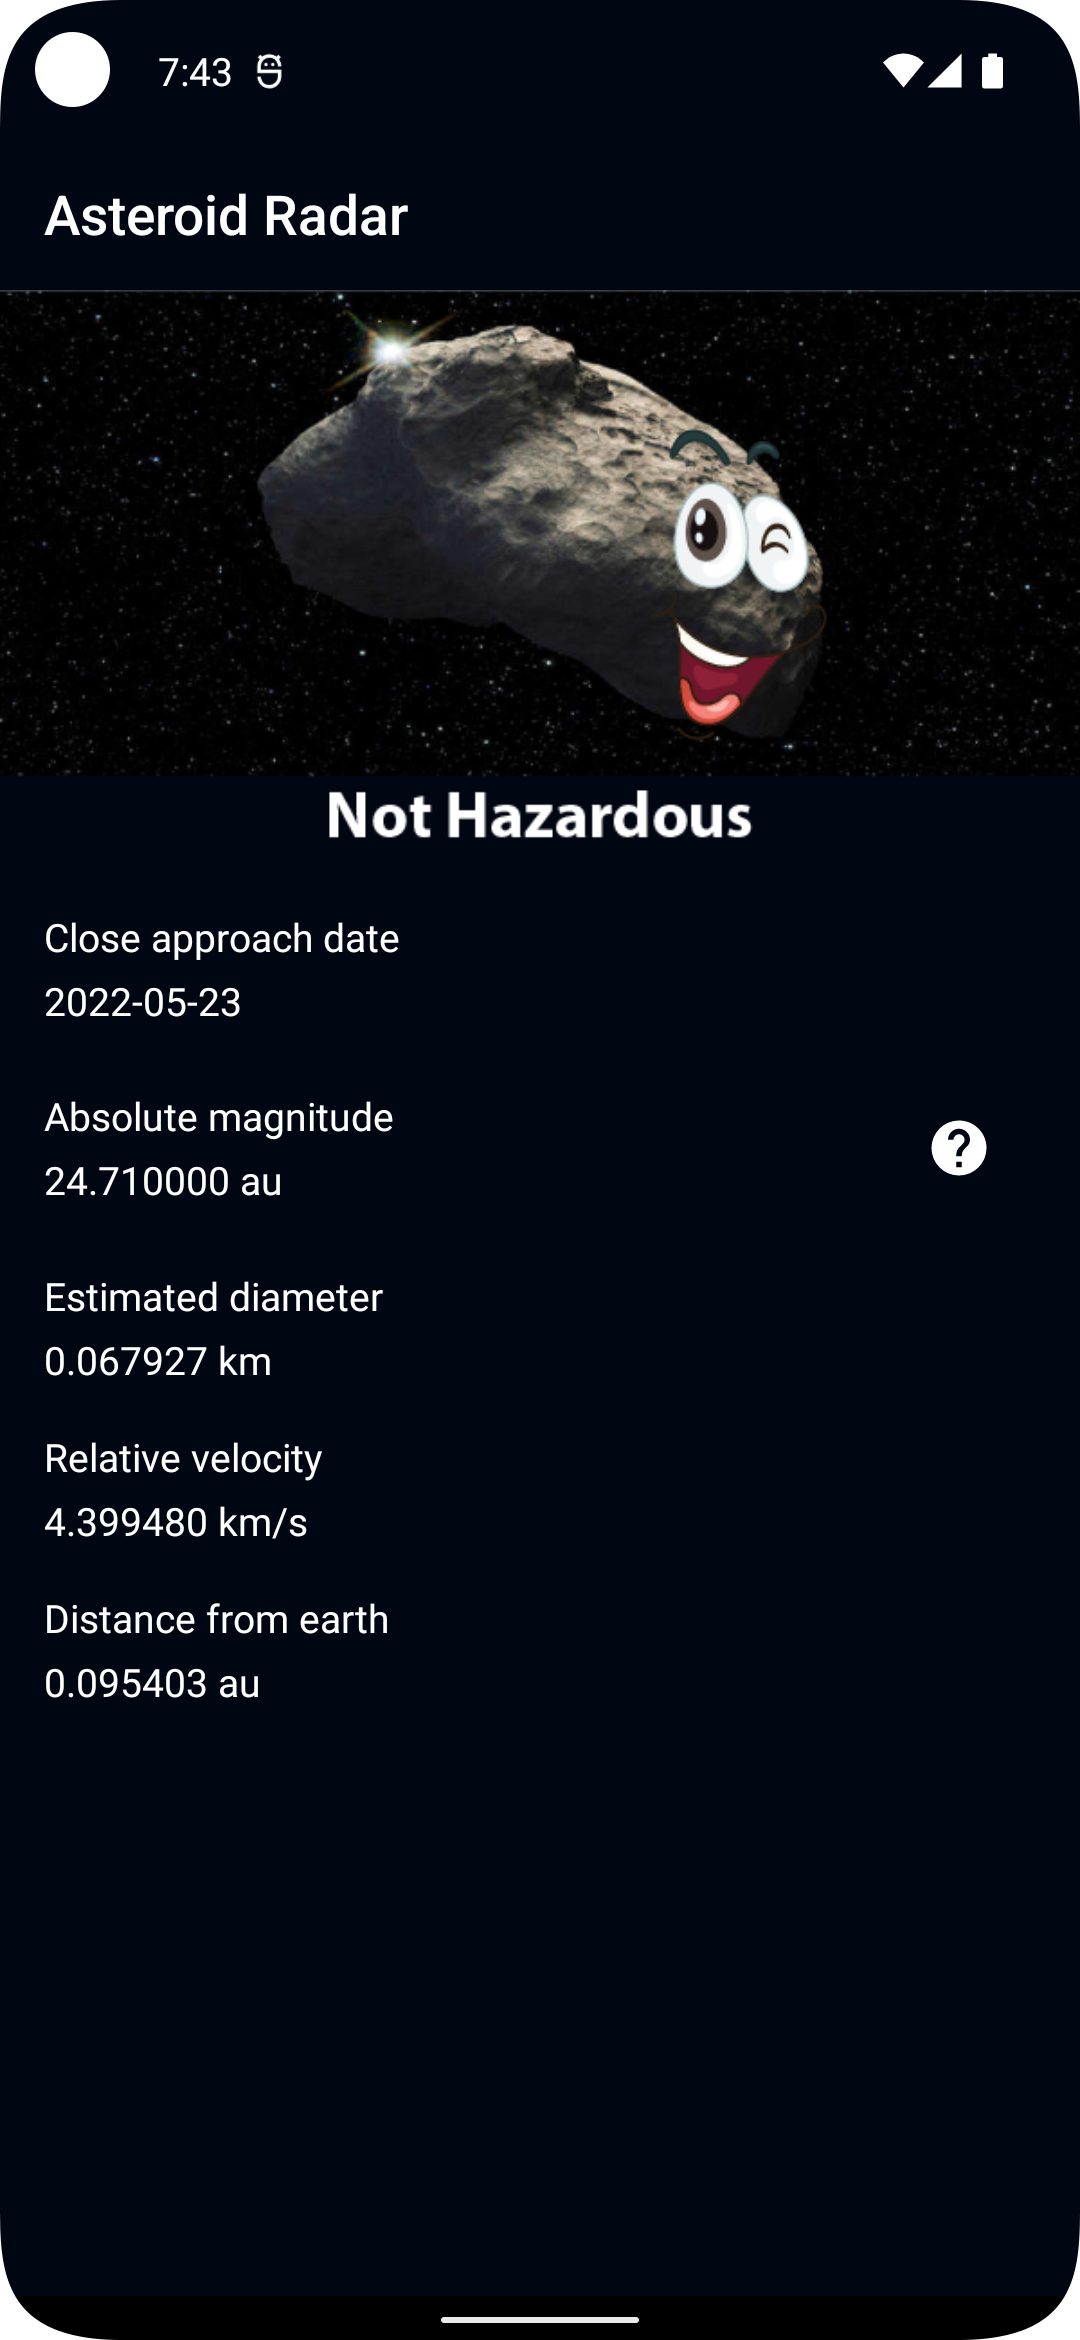 7:43
Asteroid Radar
Not Hazardous
Close approach date
2022-05-23
Absolute magnitude
24.710000 au
?
Estimated diameter
0.067927 km
Relative velocity
4.399480 km/s
Distance from earth
0.095403 au